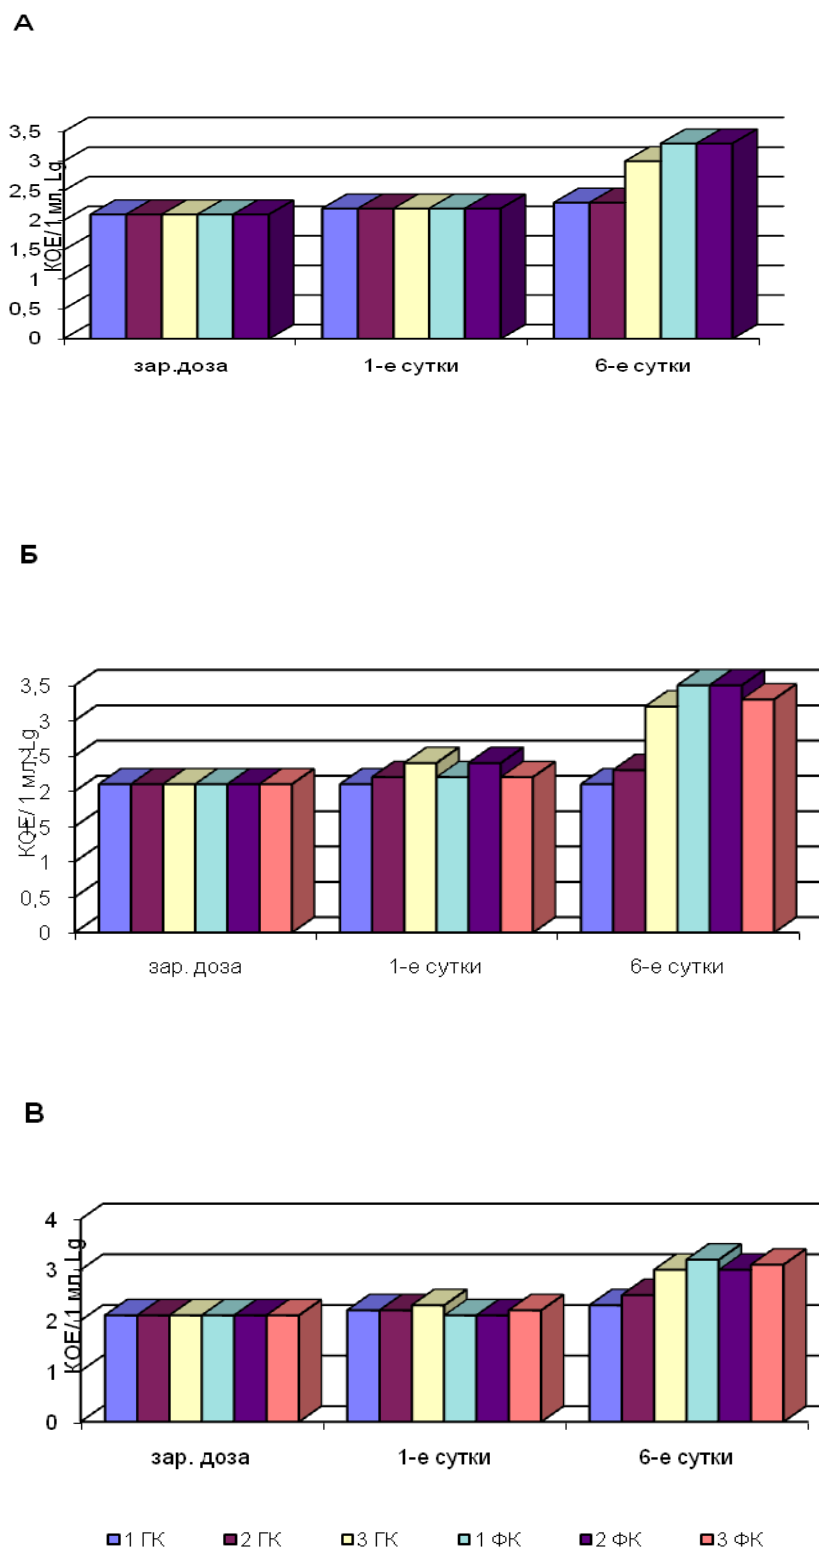 А
КОЕ/ 1 мл, Lg
3,5
3
2,5
2
1,5
1
0,5
0
зар.доза 1-е сутки 6-е сутки
Б
КОЕ/ 1 мл, Lg
3,5
3
2,5
2
1,5
1
0,5
0
зар. доза 1-е сутки 6-е сутки
В
КОЕ/ 1 мл, Lg
4
3
2
1
0
зар. доза 1-е сутки 6-е сутки
1 ГК 2 ГК 3 ГК 1 ФК 2 ФК 3 ФК